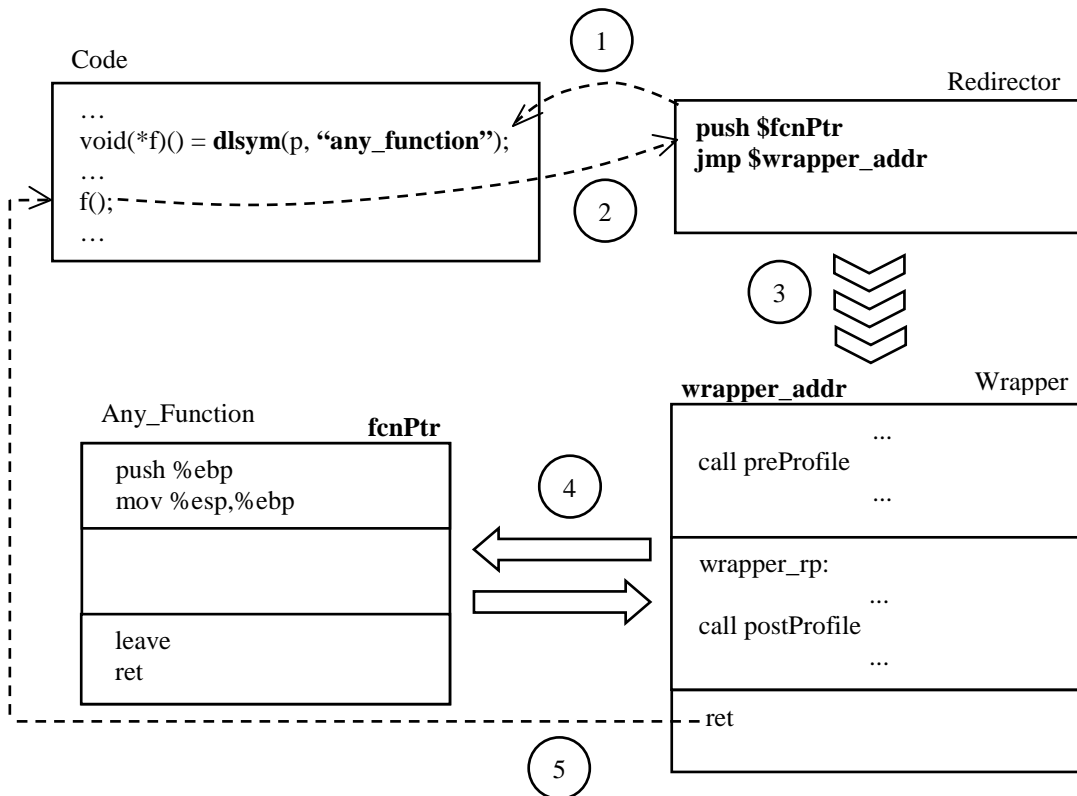 1
Code
Redirector
…
void(*f)() = dlsym(p, “any_function”);
…
f();
…
push $fcnPtr
jmp $wrapper_addr
2
3
wrapper_addr
Wrapper
Any_Function
fcnPtr
push %ebp
mov %esp,%ebp
leave
ret
4
...
call preProfile
...
wrapper_rp:
...
call postProfile
...
ret
5